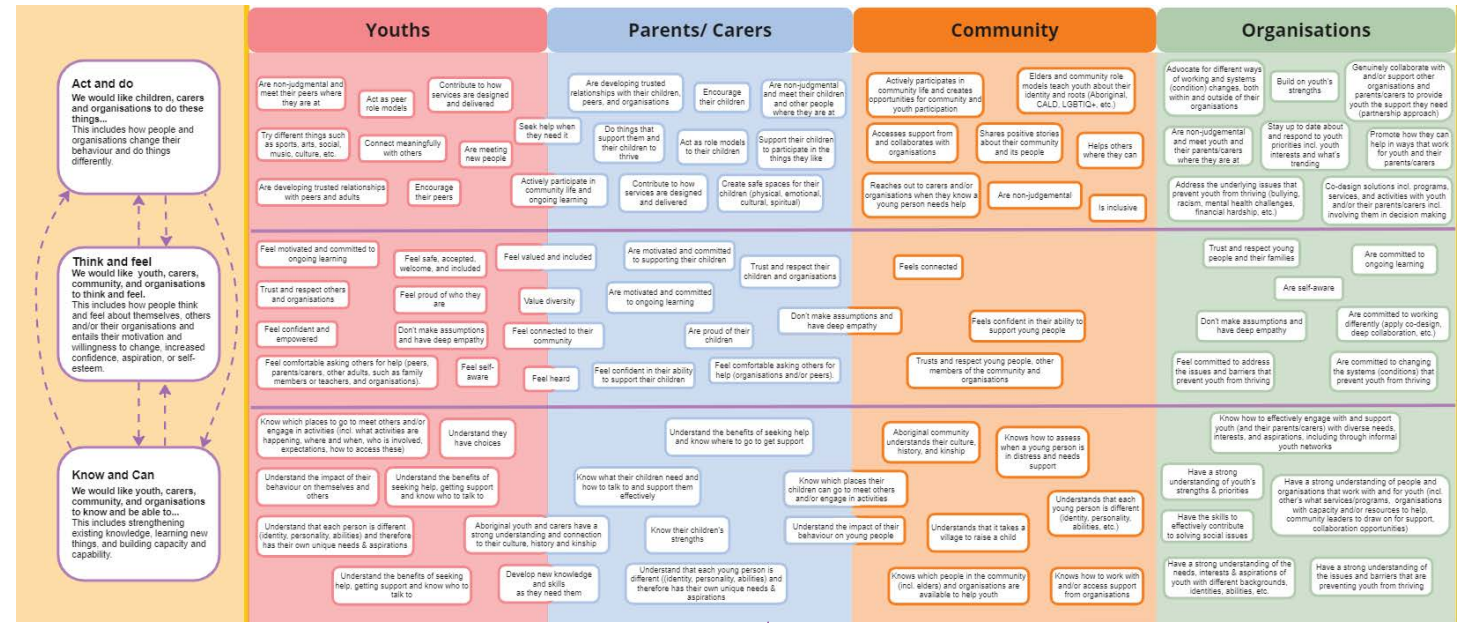 Youths
Parents/ Carers
Community
Organisations
Act and do
We would like children, carers
and organisations to do these
things...
This includes how people and
organisations change their
behaviour and do things
differently.
Are non-judgmental and
meet their peers where
they are at
Act as peer
role models
Contribute to how
services are designed
and delivered
Try different things such
as sports, arts, social,
music, culture, etc.
Connect meaningfully
with others
Are meeting
new people
Seek help when
they need it
Are developing trusted relationships
with peers and adults
Encourage
their peers
Actively participate in
community life and
ongoing learning
Are developing trusted
relationships with their children,
peers, and organisations
Encourage
their children
Are non-judgmental
and meet their children
and other people
where they are at
Do things that
support them and
their children to
thrive
Act as role models
to their children
Support their children
to participate in the
things they like
Contribute to how
services are designed
and delivered
Create safe spaces for their
children (physical, emotional,
cultural, spiritual)
Actively participates in
community life and creates
opportunities for community and
youth participation
Elders and community role
models teach youth about their
identity and roots (Aboriginal,
CALD, LGBTIQ+, etc.)
Accesses support from
and collaborates with
organisations
Shares positive stories
about their community
and its people
Helps others
where they can
Reaches out to carers and/or
organisations when they know a
young person needs help
Are non-judgemental
Is inclusive
Advocate for different ways
of working and systems
(condition) changes, both
within and outside of their
organisations
Build on youth's
strengths
Genuinely collaborate with
and/or support other
organisations and
parents/carers to provide
youth the support they need
(partnership approach)
Are non-judgemental
and meet youth and
their parents/carers
where they are at
Stay up to date about
and respond to youth
priorities incl. youth
interests and what's
trending
Promote how they can
help in ways that work
for youth and their
parents/carers
Address the underlying issues that
prevent youth from thriving (bullying,
racism, mental health challenges,
financial hardship, etc.)
Co-design solutions incl. programs,
services, and activities with youth
and/or their parents/carers incl.
involving them in decision making
Think and feel
We would like youth, carers,
community, and organisations
to think and feel.
This includes how people think
and feel about themselves, others
and/or their organisations and
entails their motivation and
willingness to change, increased
confidence, aspiration, or self-
esteem.
Feel motivated and committed to
ongoing learning
Feel safe, accepted,
welcome, and included
Feel valued and included
Trust and respect others
and organisations
Feel proud of who they
are
Value diversity
Feel confident and
empowered
Don't make assumptions
and have deep empathy
Feel connected to their
community
Feel comfortable asking others for help (peers,
parents/carers, other adults, such as family
members or teachers, and organisations).
Feel self-
aware
Feel heard
Are motivated and committed
to supporting their children
Trust and respect their
children and organisations
Are motivated and committed
to ongoing learning
Are proud of their
children
Don't make assumptions and
have deep empathy
Feel confident in their ability
to support their children
Feel comfortable asking others for
help (organisations and/or peers).
Feels connected
Feels confident in their ability to
support young people
Trusts and respect young people, other
members of the community and
organisations
Trust and respect young
people and their families
Are committed to
ongoing learning
Are self-aware
Don't make assumptions and
have deep empathy
Are committed to working
differently (apply co-design,
deep collaboration, etc.)
Feel committed to address
the issues and barriers that
prevent youth from thriving
Are committed to changing
the systems (conditions) that
prevent youth from thriving
Know and Can
We would like youth, carers,
community, and organisations
to know and be able to...
This includes strengthening
existing knowledge, learning new
things, and building capacity and
capability.
Know which places to go to meet others and/or
engage in activities (incl. what activities are
happening, where and when, who is involved,
expectations, how to access these)
Understand they
have choices
Understand the impact of their
behaviour on themselves and
others
Understand the benefits of
seeking help, getting support
and know who to talk to
Understand that each person is different
(identity, personality, abilities) and therefore
has their own unique needs & aspirations
Aboriginal youth and carers have a
strong understanding and connection
to their culture, history and kinship
Understand the benefits of seeking
help, getting support and know who to
talk to
Develop new knowledge
and skills
as they need them
Understand the benefits of seeking help
and know where to go to get support
Know what their children need and
how to talk and support them
effectively
Know which places their
children can go to meet others
and/or engage in activities
Know their children's
strengths
Understand the impact of their
behaviour on young people
Understand that each young person is
different ((identity, personality, abilities) and
therefore has their own unique needs &
aspirations
Aboriginal community
understands their culture,
history, and kinship
Knows how to assess
when a young person is
in distress and needs
support
Understands that it takes a
village to raise a child
Understands that each
young person is different
(identity, personality,
abilities, etc.)
Knows which people in the community
(incl. elders) and organisations are
available to help youth
Knows how to work with
and/or access support
from organisations
Know how to effectively engage with and support
youth (and their parents/carers) with diverse needs,
interests, and aspirations, including through informal
youth networks
Have a strong
understanding of youth's
strengths & priorities
Have a strong understanding of people and
organisations that work with and for youth (incl.
other's what services/programs, organisations
with capacity and/or resources to help,
community leaders to draw on for support,
collaboration opportunities)
Have the skills to
effectively contribute
to solving social issues
Have a strong understanding of the
needs, interests & aspirations of
youth with different backgrounds,
identities, abilities, etc.
Have a strong understanding of
the issues and barriers that are
preventing youth from thriving